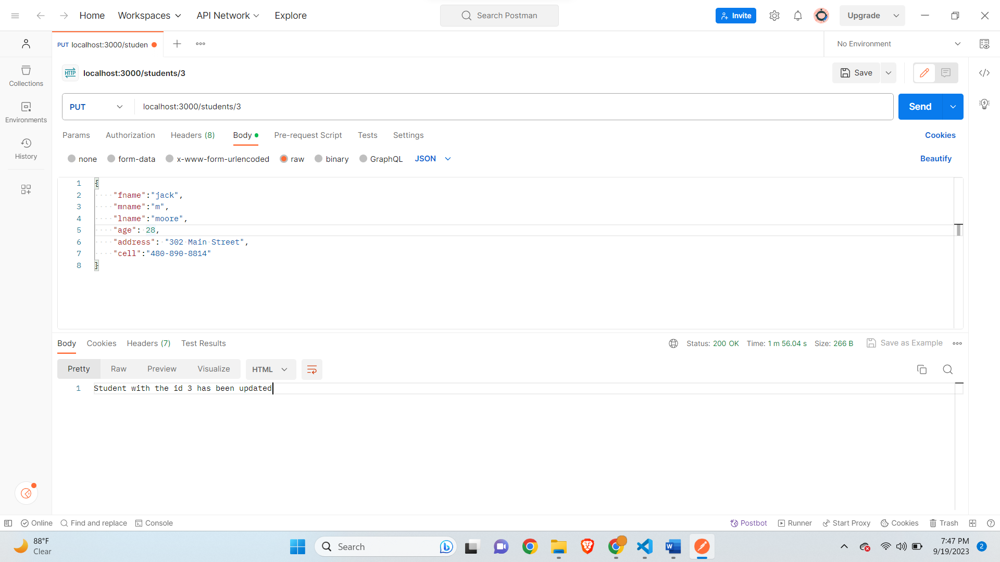 Home Workspaces API Network Explore Search Postman Invite Upgrade
PUT localhost:3000/studen No Environment
HTTP localhost:3000/students/3 Save
Collections
Environments
History
PUT localhost:3000/students/3 Send
Params Authorization Headers (8) Body Pre-request Script Tests Settings Cookies
none form-data x-www-form-urlencoded raw binary GraphQL JSON Beautify
1 {
2 "fname":"jack",
3 "mname":"m",
4 "lname":"moore",
5 "age": 28,
6 "address": "302 Main Street",
7 "cell":"480-890-8814"
8 }
Body Cookies Headers (7) Test Results Status: 200 OK Time: 1 m 56.04 s Size: 266 B Save as Example
Pretty Raw Preview Visualize HTML
1 Student with the id 3 has been updated
Online Find and replace Console Postbot Runner Start Proxy Cookies Trash
88°F
Clear
Search
7:47 PM
9/19/2023
2